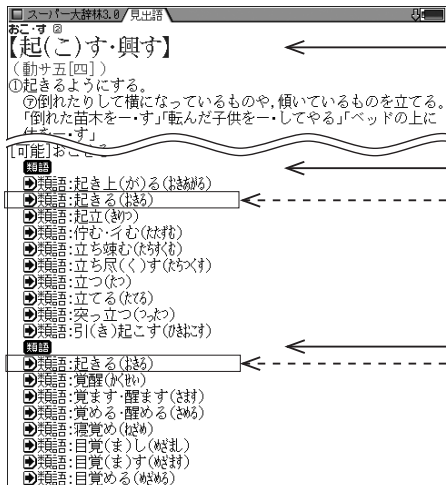 スーパー大辞林3.0 見出語
おこ・す ②
【起(こ)す・興す】
(動サ五[四])
①起きるようにする。
㋐倒れたりして横になっているものや,傾いているものを立てる。
「倒れた苗木を―・す」「転んだ子供を―・してやる」「ベッドの上に
体を―・す」
[可能]おこせる
類語
類語:起き上(が)る(おきあがる)
類語:起きる(おきる)
類語:起立(きりつ)
類語:佇む・彳む(たたずむ)
類語:立ち竦む(たちすくむ)
類語:立ち尽(く)す(たちつくす)
類語:立つ(たつ)
類語:立てる(たてる)
類語:突っ立つ(つったつ)
類語:引(き)起こす(ひきおこす)
類語
類語:起きる(おきる)
類語:覚醒(かくせい)
類語:覚ます・醒ます(さます)
類語:覚める・醒める(さめる)
類語:寝覚め(ねざめ)
類語:目覚(ま)し(めざまし)
類語:目覚(ま)す(めざます)
類語:目覚める(めざめる)